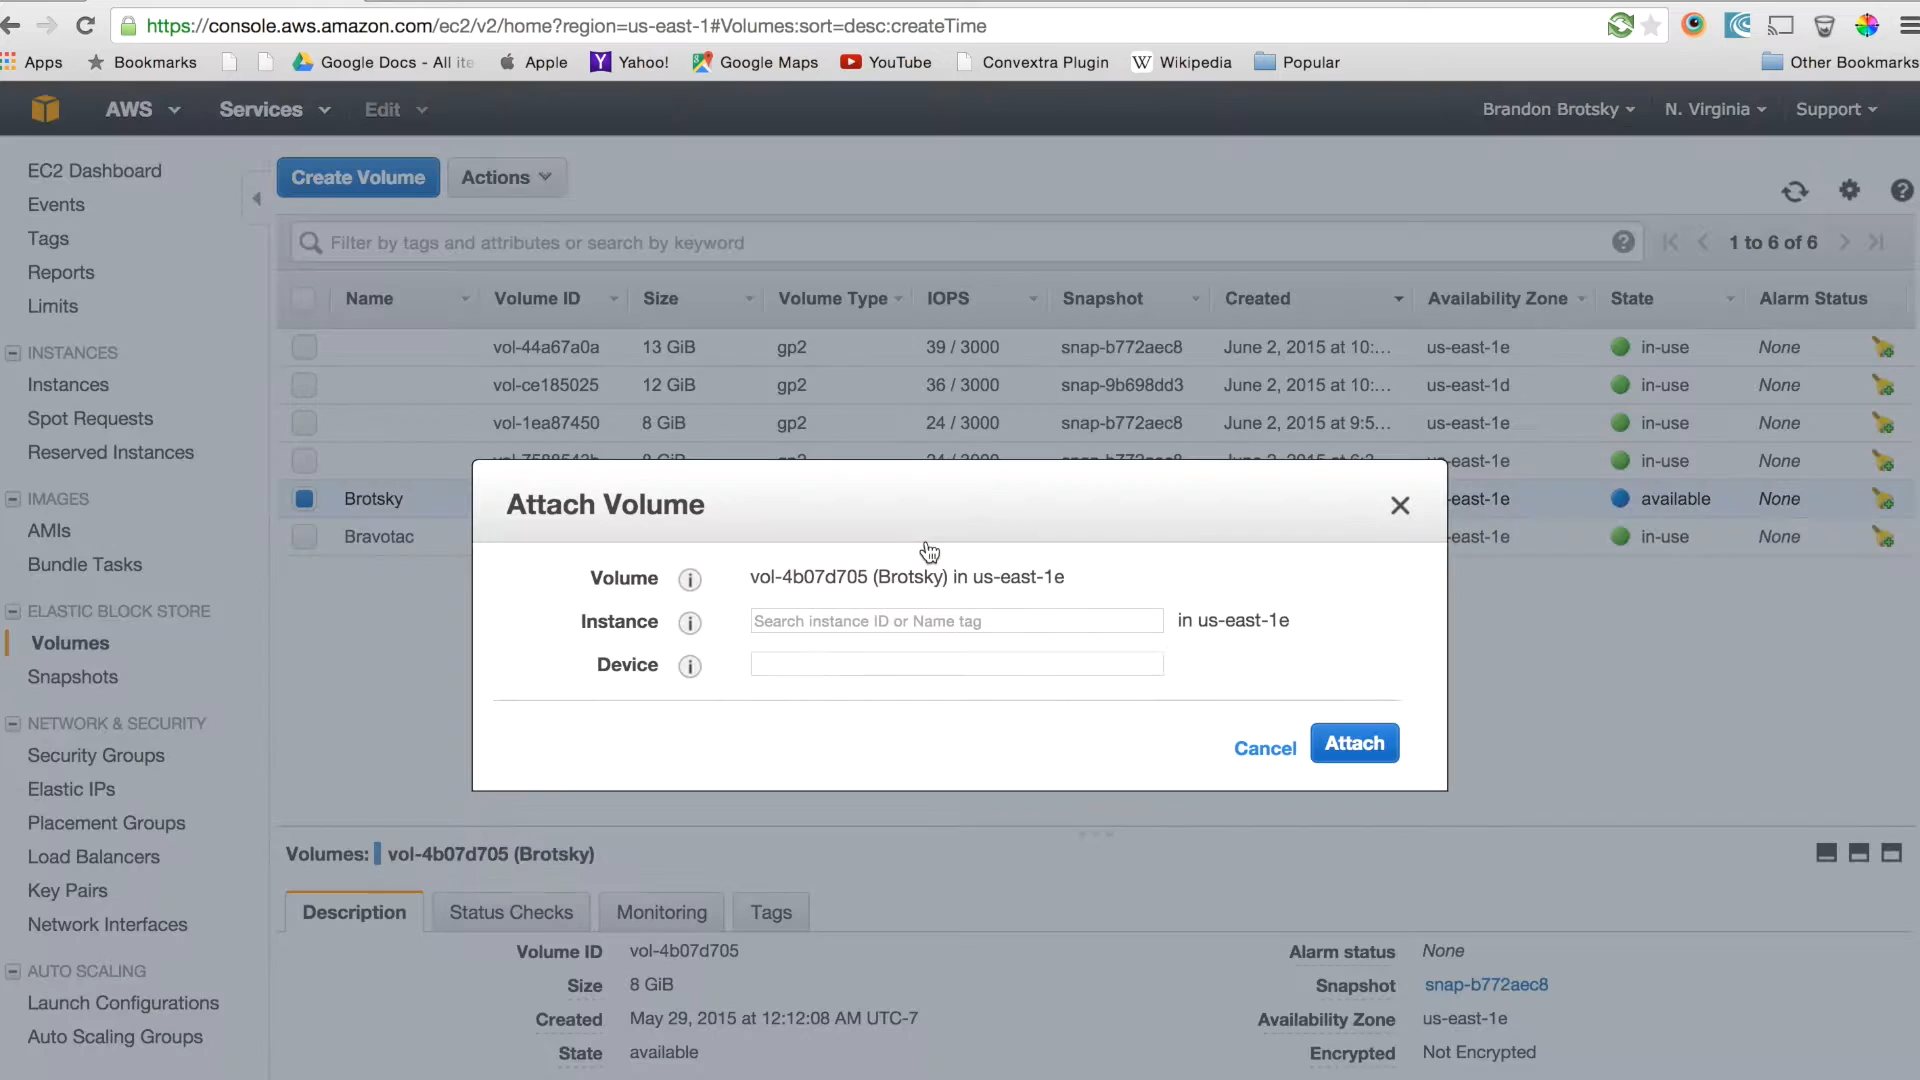 https://console.aws.amazon.com/ec2/v2/home?region=us-east-1#Volumes:sort=desc:createTime
Apps Bookmarks Google Docs - All ite Apple Yahoo! Google Maps YouTube Convextra Plugin W Wikipedia Popular Other Bookmarks
AWS Services Edit Brandon Brotsky N. Virginia Support
EC2 Dashboard
Events
Tags
Reports
Limits
INSTANCES
Instances
Spot Requests
Reserved Instances
IMAGES
AMIs
Bundle Tasks
ELASTIC BLOCK STORE
Volumes
Snapshots
NETWORK & SECURITY
Security Groups
Elastic IPs
Placement Groups
Load Balancers
Key Pairs
Network Interfaces
AUTO SCALING
Launch Configurations
Auto Scaling Groups
Create Volume Actions
Filter by tags and attributes or search by keyword 1 to 6 of 6
Name Volume ID Size Volume Type IOPS Snapshot Created Availability Zone State Alarm Status
vol-44a67a0a 13 GiB gp2 39 / 3000 snap-b772aec8 June 2, 2015 at 10:... us-east-1e in-use None
vol-ce185025 12 GiB gp2 36 / 3000 snap-9b698dd3 June 2, 2015 at 10:... us-east-1d in-use None
vol-1ea87450 8 GiB gp2 24 / 3000 snap-b772aec8 June 2, 2015 at 9:5... us-east-1e in-use None
8 GiB gp2 24 / 3000 snap-b772aec8 June 2, 2015 at 6:3... -east-1e in-use None
Brotsky -east-1e available None
Bravotac -east-1e in-use None
Attach Volume
Volume i vol-4b07d705 (Brotsky) in us-east-1e
Instance i Search instance ID or Name tag in us-east-1e
Device i
Cancel Attach
Volumes: vol-4b07d705 (Brotsky)
Description Status Checks Monitoring Tags
Volume ID vol-4b07d705 Alarm status None
Size 8 GiB Snapshot snap-b772aec8
Created May 29, 2015 at 12:12:08 AM UTC-7 Availability Zone us-east-1e
State available Encrypted Not Encrypted